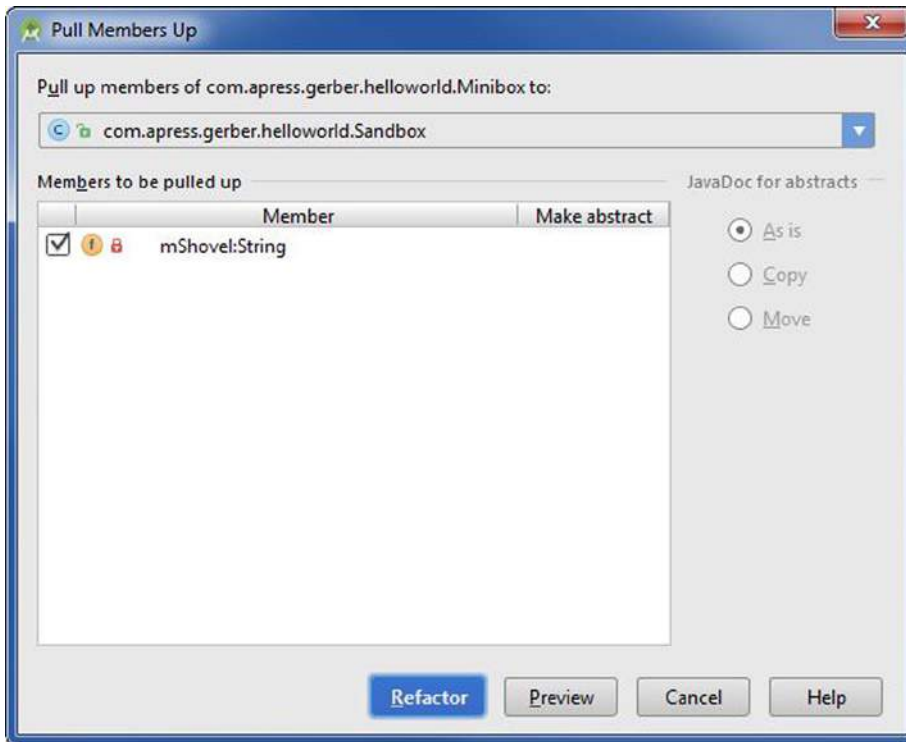 Pull Members Up
Pull up members of com.apress.gerber.helloworld.Minibox to:
com.apress.gerber.helloworld.Sandbox
Members to be pulled up
JavaDoc for abstracts
Member Make abstract
mShovel:String
As is
Copy
Move
Refactor Preview Cancel Help